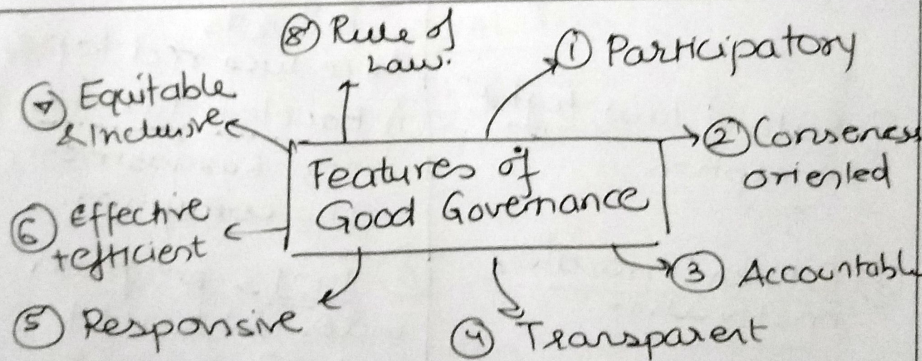 Features of
Good Governance
① Participatory
② Conseness
oriented
③ Accountabl
④ Transparent
⑤ Responsive
⑥ effective
+efficient
⑦ Equitable
& Inclusive
⑧ Rule of
Law.